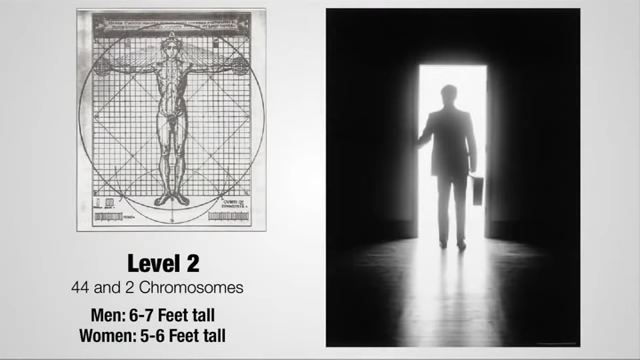 Level 2
44 and 2 Chromosomes
Men: 6-7 Feet tall
Women: 5-6 Feet tall